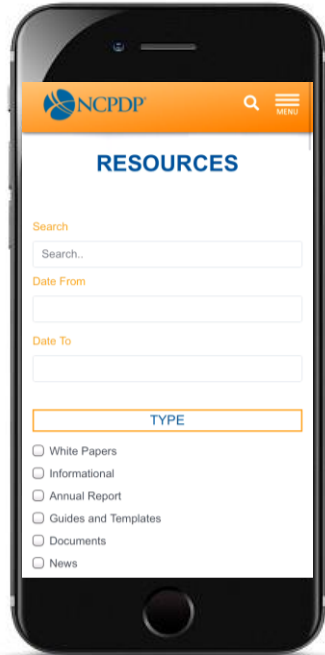 NCPDP
MENU
RESOURCES
Search
Search..
Date From
Date To
TYPE
White Papers
Informational
Annual Report
Guides and Templates
Documents
News